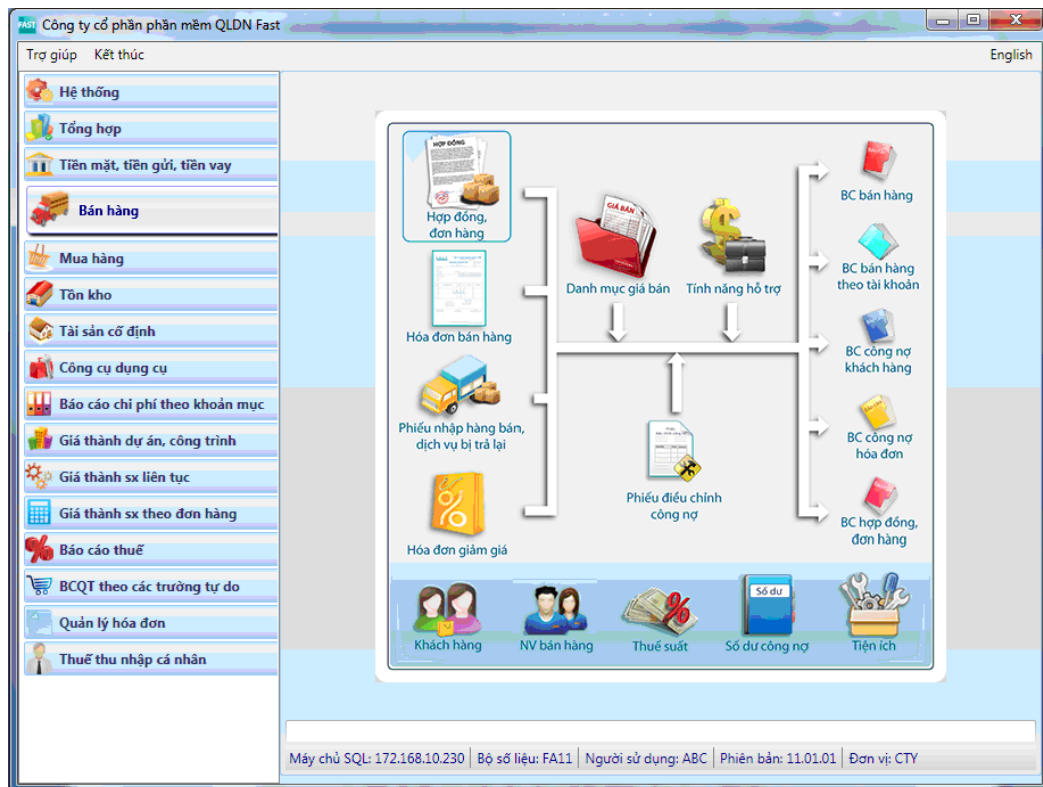 FAST Công ty cổ phần phần mềm QLDN Fast
Trợ giúp Kết thúc English
Hệ thống
Tổng hợp
Tiền mặt, tiền gửi, tiền vay
Bán hàng
Mua hàng
Tồn kho
Tài sản cố định
Công cụ dụng cụ
Báo cáo chi phí theo khoản mục
Giá thành dự án, công trình
Giá thành sx liên tục
Giá thành sx theo đơn hàng
Báo cáo thuế
BCQT theo các trường tự do
Quản lý hóa đơn
Thuế thu nhập cá nhân
HỢP ĐỒNG
Hợp đồng,
đơn hàng
Hóa đơn bán hàng
Phiếu nhập hàng bán,
dịch vụ bị trả lại
Hóa đơn giảm giá
GIÁ BÁN
Danh mục giá bán
Tính năng hỗ trợ
Phiếu điều chỉnh
công nợ
BC bán hàng
BC bán hàng
theo tài khoản
BC công nợ
khách hàng
BC công nợ
hóa đơn
BC hợp đồng,
đơn hàng
Khách hàng
NV bán hàng
Thuế suất
Số dư
Số dư công nợ
Tiện ích
Máy chủ SQL: 172.168.10.230 Bộ số liệu: FA11 Người sử dụng: ABC Phiên bản: 11.01.01 Đơn vị: CTY